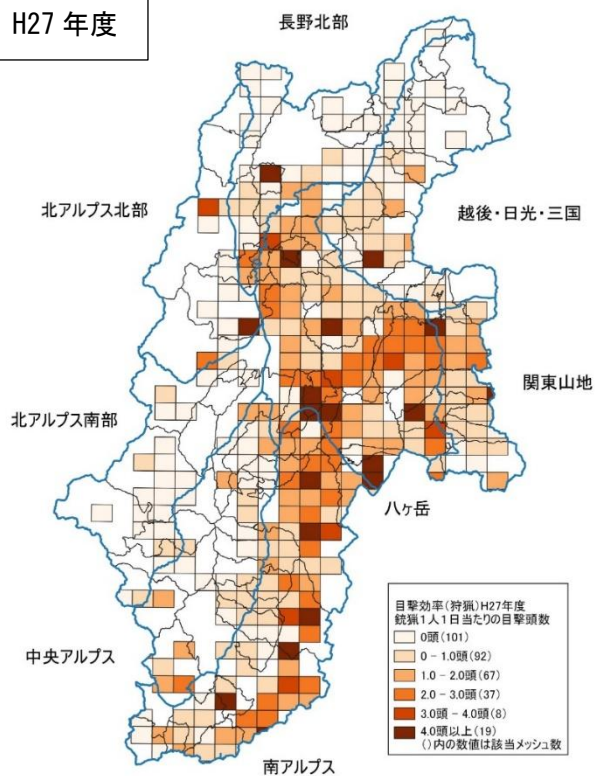 H27 年度
長野北部
北アルプス北部
越後・日光・三国
関東山地
北アルプス南部
八ヶ岳
中央アルプス
南アルプス
目撃効率(狩猟)H27年度
銃猟1人1日当たりの目撃頭数
0頭(101)
0 - 1.0頭(92)
1.0 - 2.0頭(67)
2.0 - 3.0頭(37)
3.0頭 - 4.0頭(8)
4.0頭以上(19)
()内の数値は該当メッシュ数